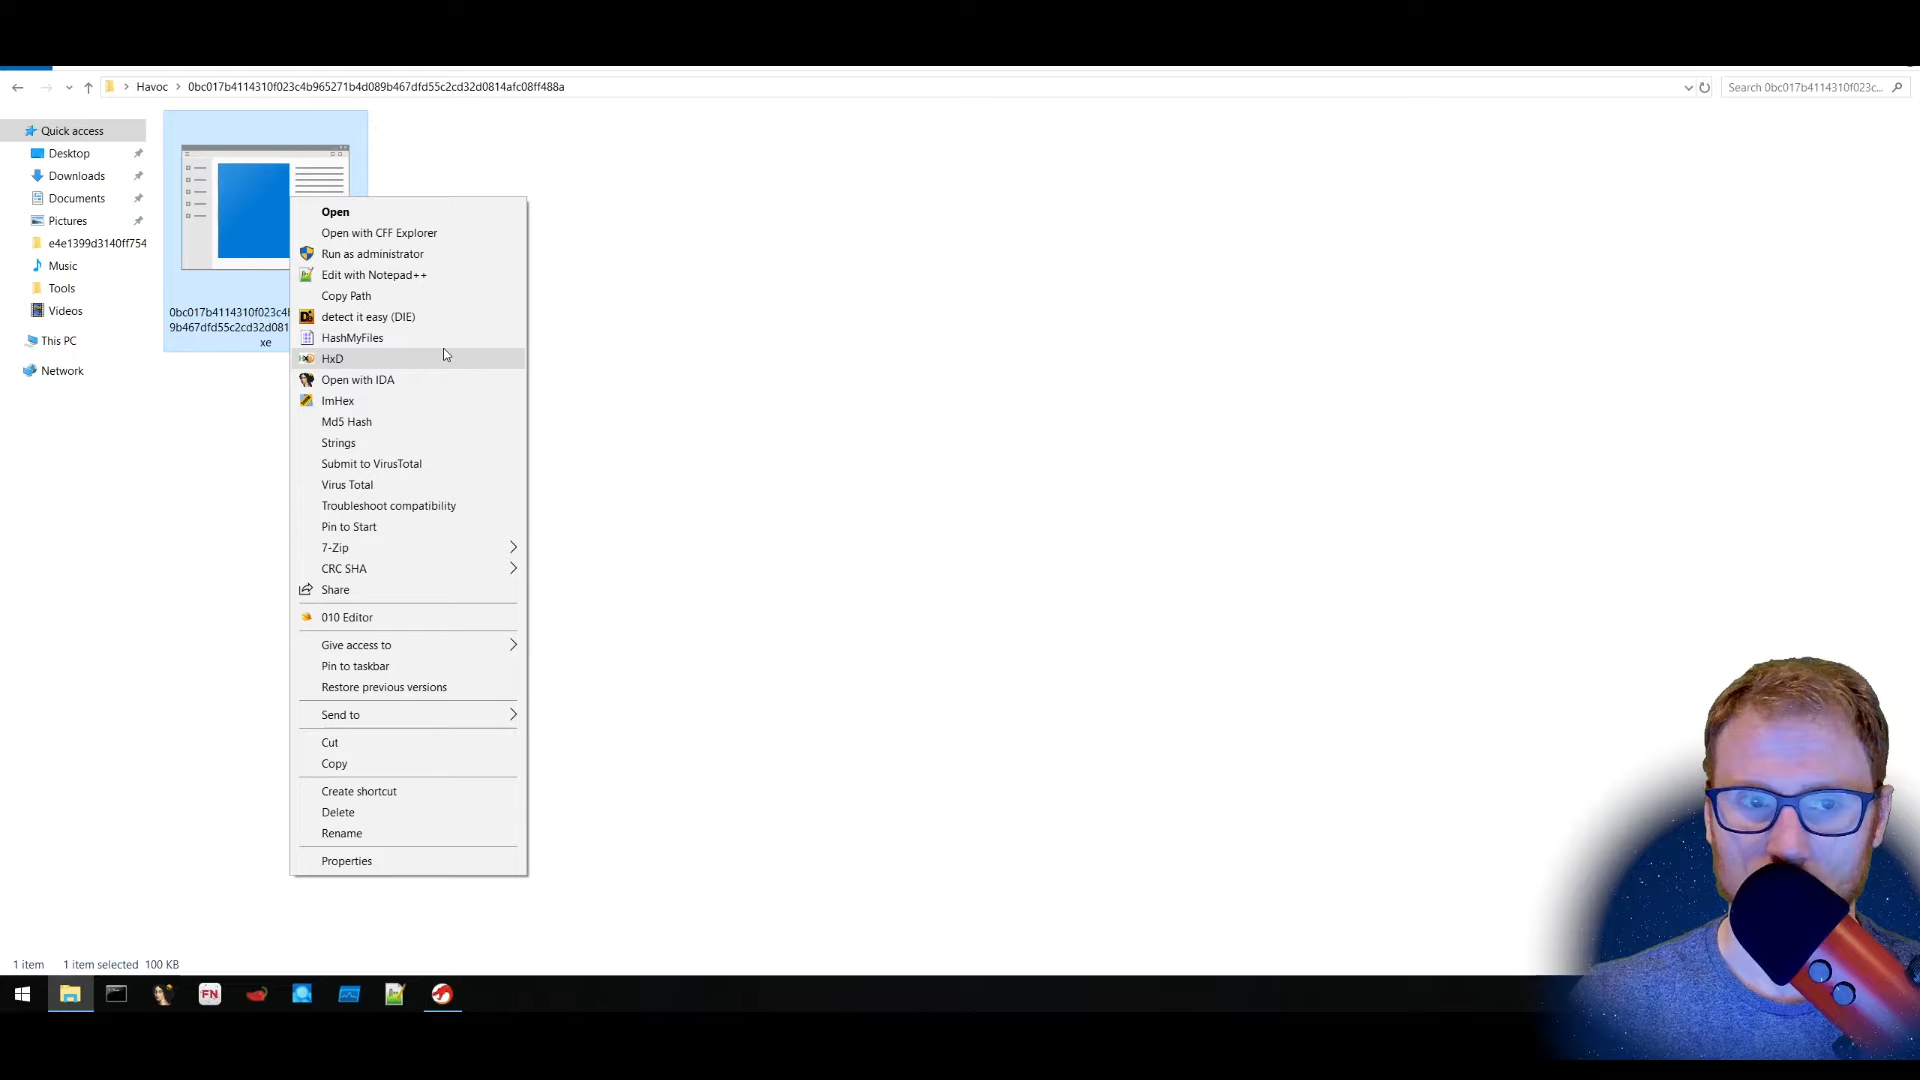 Havoc
0bc017b4114310f023c4b965271b4d089b467dfd55c2cd32d0814afc08ff488a
Search 0bc017b4114310f023c...
Quick access
Desktop
Downloads
Documents
Pictures
e4e1399d3140ff754
Music
Tools
Videos
This PC
Network
0bc017b4114310f023c4b
9b467dfd55c2cd32d081
xe
Open
Open with CFF Explorer
Run as administrator
Edit with Notepad++
Copy Path
detect it easy (DIE)
HashMyFiles
HxD
Open with IDA
ImHex
Md5 Hash
Strings
Submit to VirusTotal
Virus Total
Troubleshoot compatibility
Pin to Start
7-Zip
CRC SHA
Share
010 Editor
Give access to
Pin to taskbar
Restore previous versions
Send to
Cut
Copy
Create shortcut
Delete
Rename
Properties
1 item
1 item selected 100 KB
FN